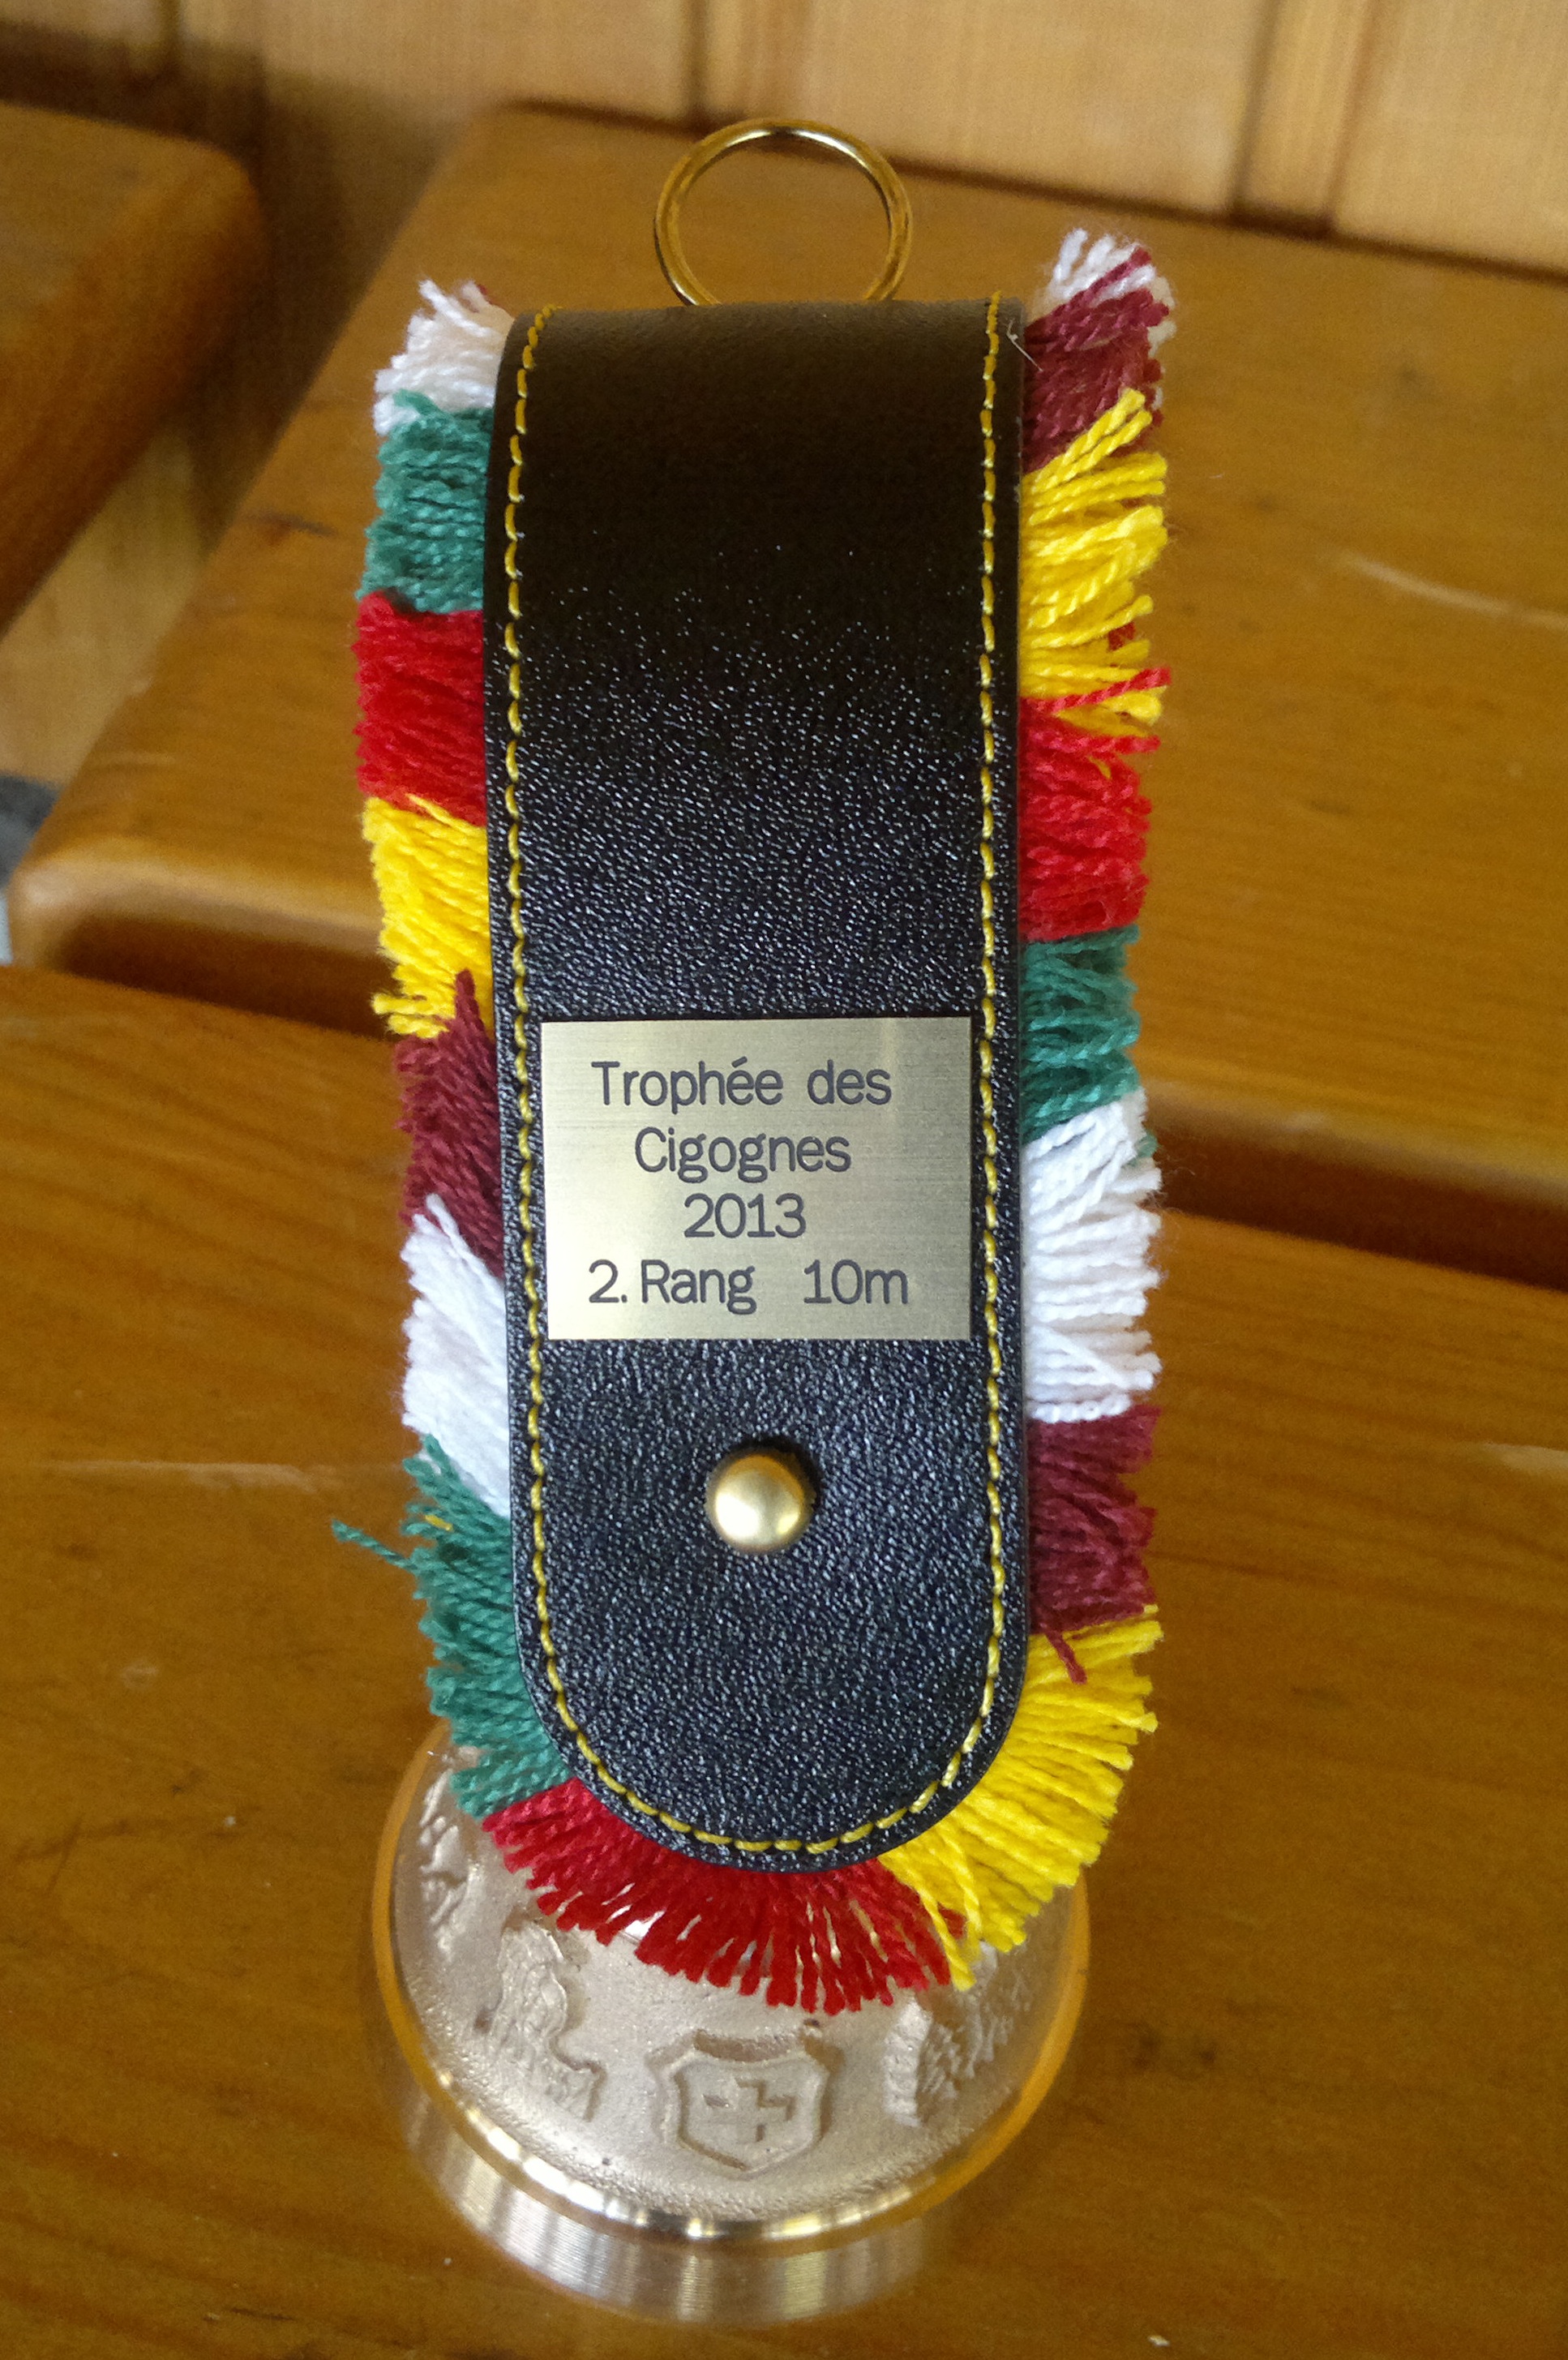 Trophée des
Cigognes
2013
2. Rang 10m